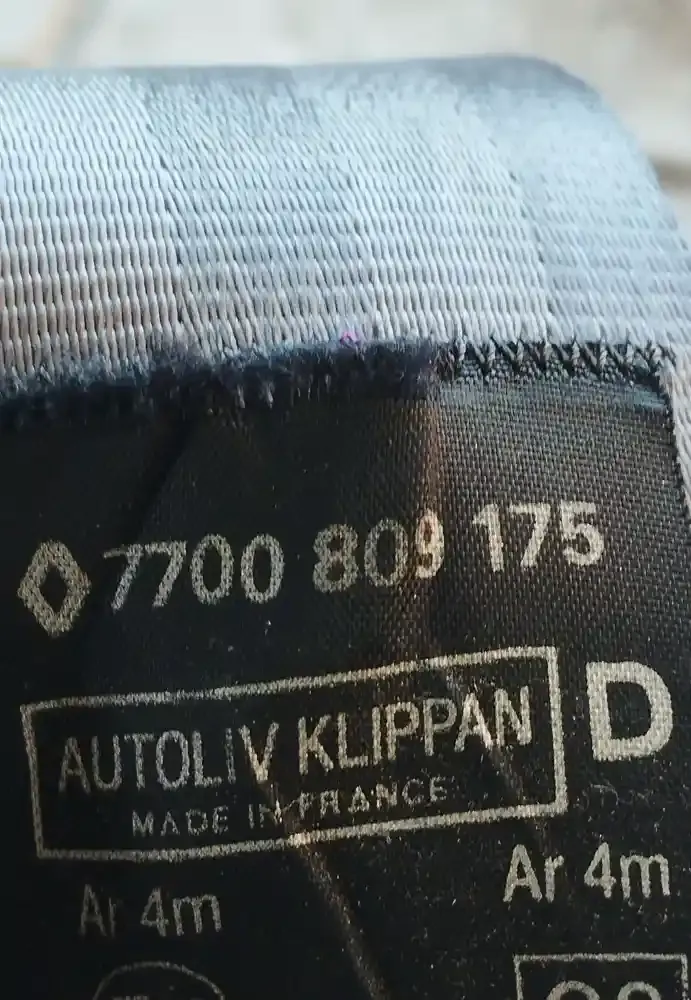 7700 809 175
AUTOLIV KLIPPAN
MADE IN FRANCE
D
Ar 4m
Ar 4m